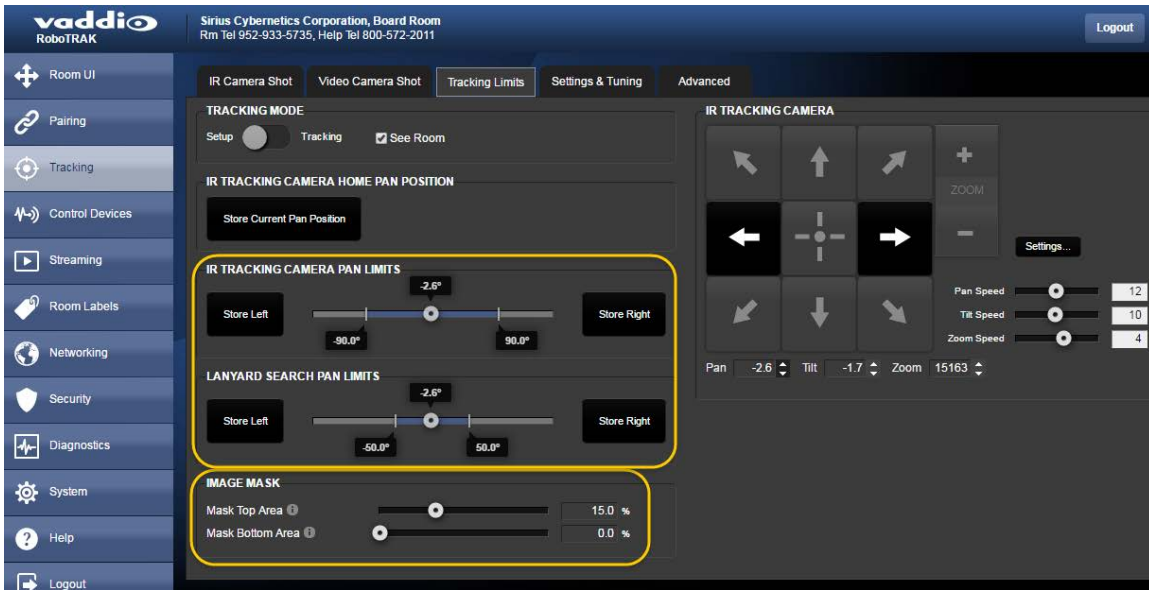 vaddio
RoboTRAK
Sirius Cybernetics Corporation, Board Room
Rm Tel 952-933-5735, Help Tel 800-572-2011
Logout
Room UI
Pairing
Tracking
Control Devices
Streaming
Room Labels
Networking
Security
Diagnostics
System
Help
Logout
IR Camera Shot
Video Camera Shot
Tracking Limits
Settings & Tuning
Advanced
TRACKING MODE
Setup Tracking See Room
IR TRACKING CAMERA HOME PAN POSITION
Store Current Pan Position
IR TRACKING CAMERA PAN LIMITS
-2.6°
Store Left Store Right
-90.0° 90.0°
LANYARD SEARCH PAN LIMITS
-2.6°
Store Left Store Right
-50.0° 50.0°
IMAGE MASK
Mask Top Area 15.0 %
Mask Bottom Area 0.0 %
IR TRACKING CAMERA
ZOOM
Settings...
Pan Speed 12
Tilt Speed 10
Zoom Speed 4
Pan -2.6 Tilt -1.7 Zoom 15163